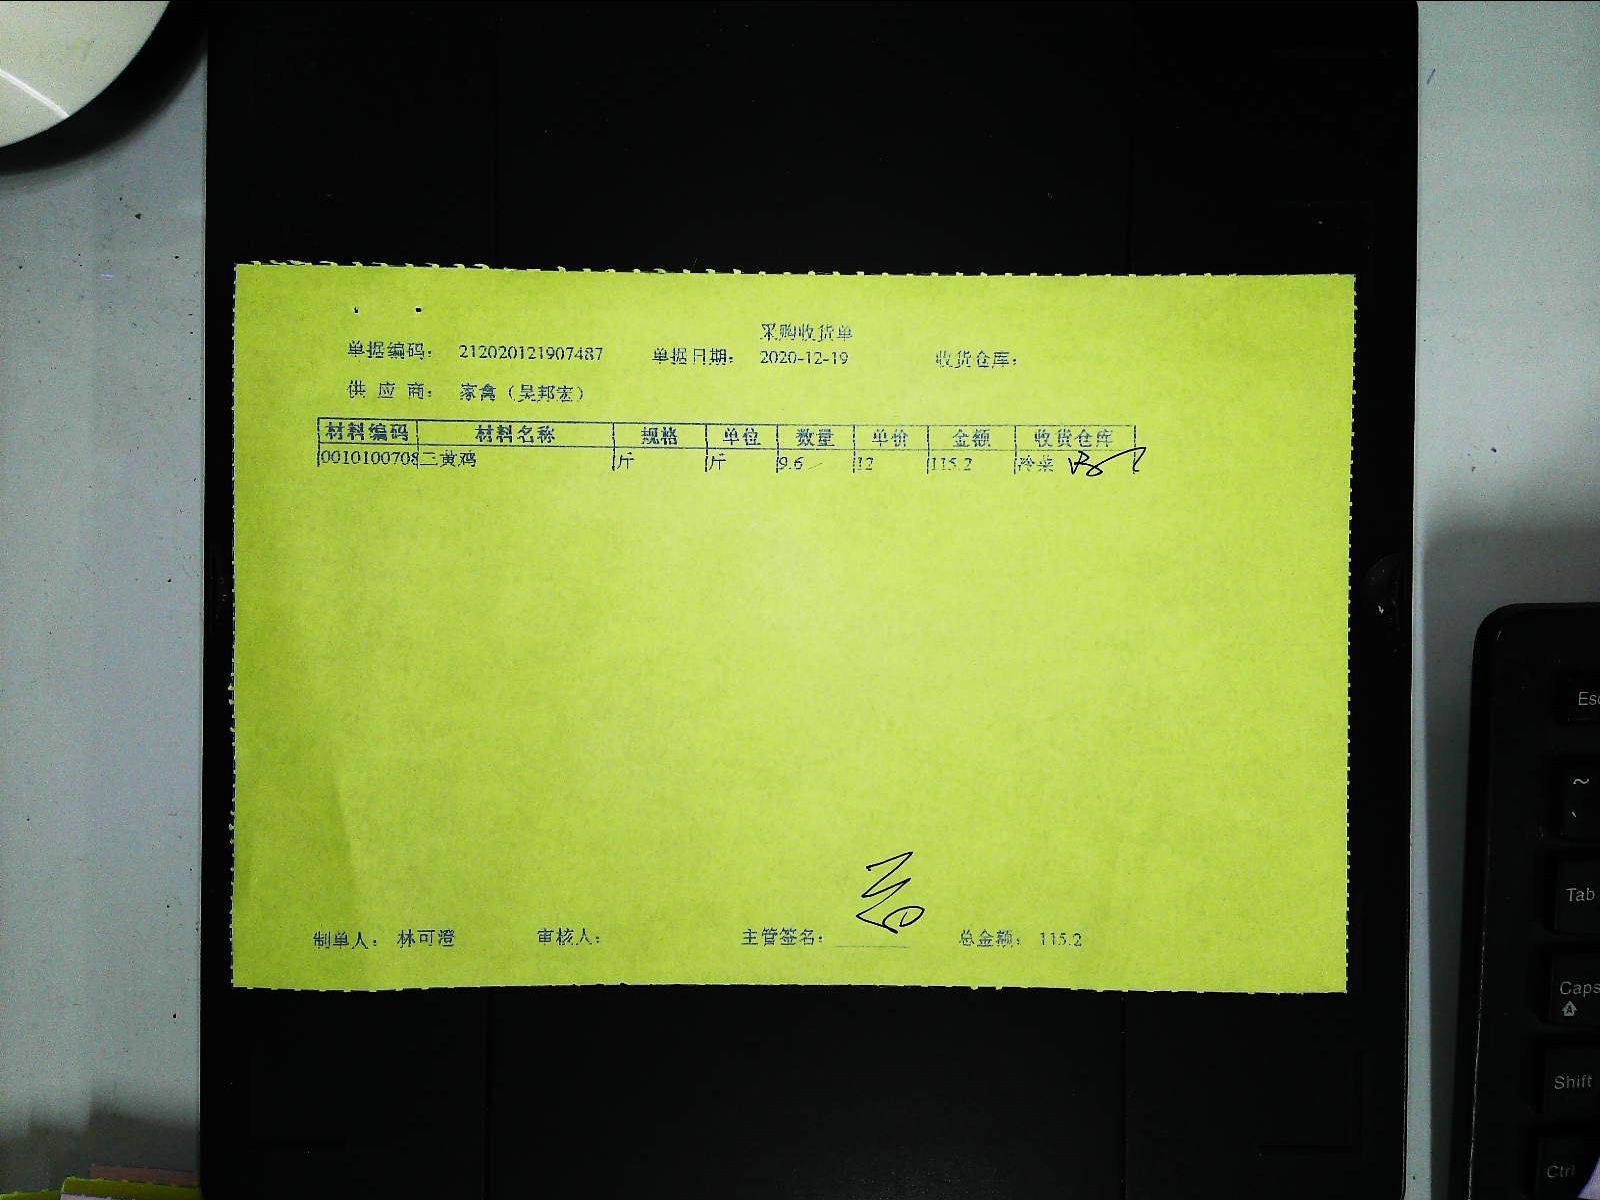 采购收货单
单据编码： 212020121907487 单据日期： 2020-12-19 收货仓库：
供 应 商： 家禽（吴邦宏）
材料编码 材料名称 规格 单位 数量 单价 金额 收货仓库
0010100708 三黄鸡 斤 斤 9.6 12 115.2 冷菜
制单人： 林可澄 审核人： 主管签名： 总金额： 115.2
Esc
~
、
Tab
Caps
A
Shift
Ctrl